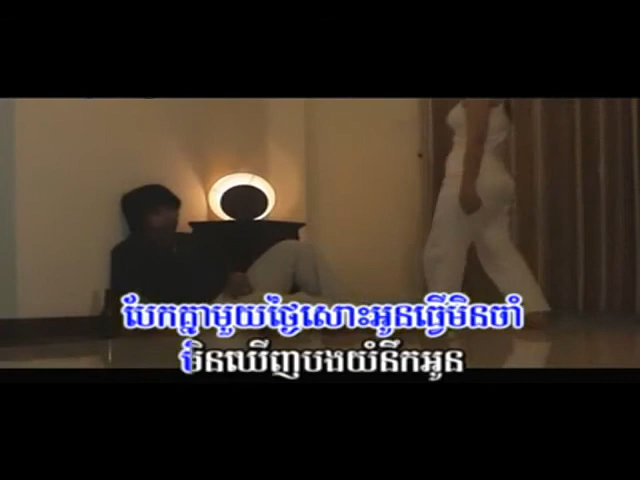 បែកគ្នាមួយថ្ងៃសោះអូនធ្វើមិនចាំ
មិនឈើញបងយំនឹកអូន